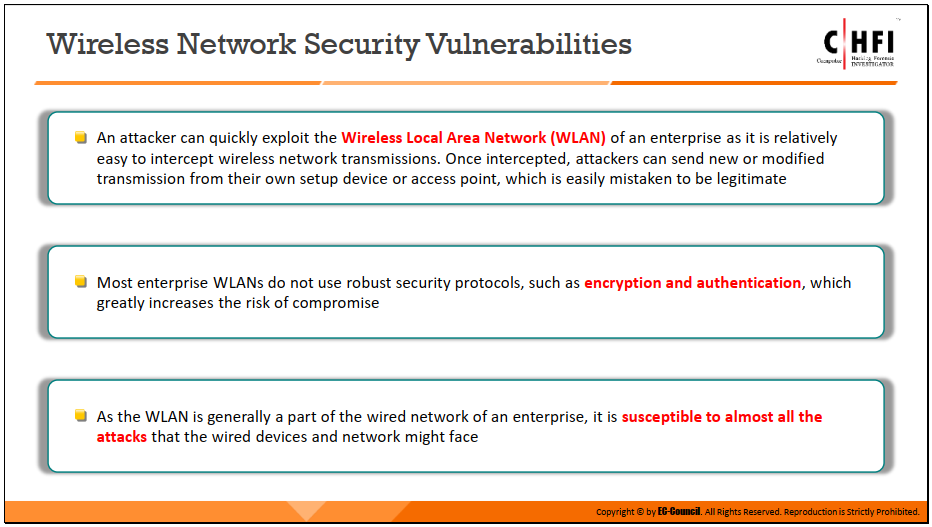 Wireless Network Security Vulnerabilities
C|HFI
Computer Hacking Forensic
INVESTIGATOR
An attacker can quickly exploit the Wireless Local Area Network (WLAN) of an enterprise as it is relatively
easy to intercept wireless network transmissions. Once intercepted, attackers can send new or modified
transmission from their own setup device or access point, which is easily mistaken to be legitimate
Most enterprise WLANs do not use robust security protocols, such as encryption and authentication, which
greatly increases the risk of compromise
As the WLAN is generally a part of the wired network of an enterprise, it is susceptible to almost all the
attacks that the wired devices and network might face
Copyright © by EC-Council. All Rights Reserved. Reproduction is Strictly Prohibited.